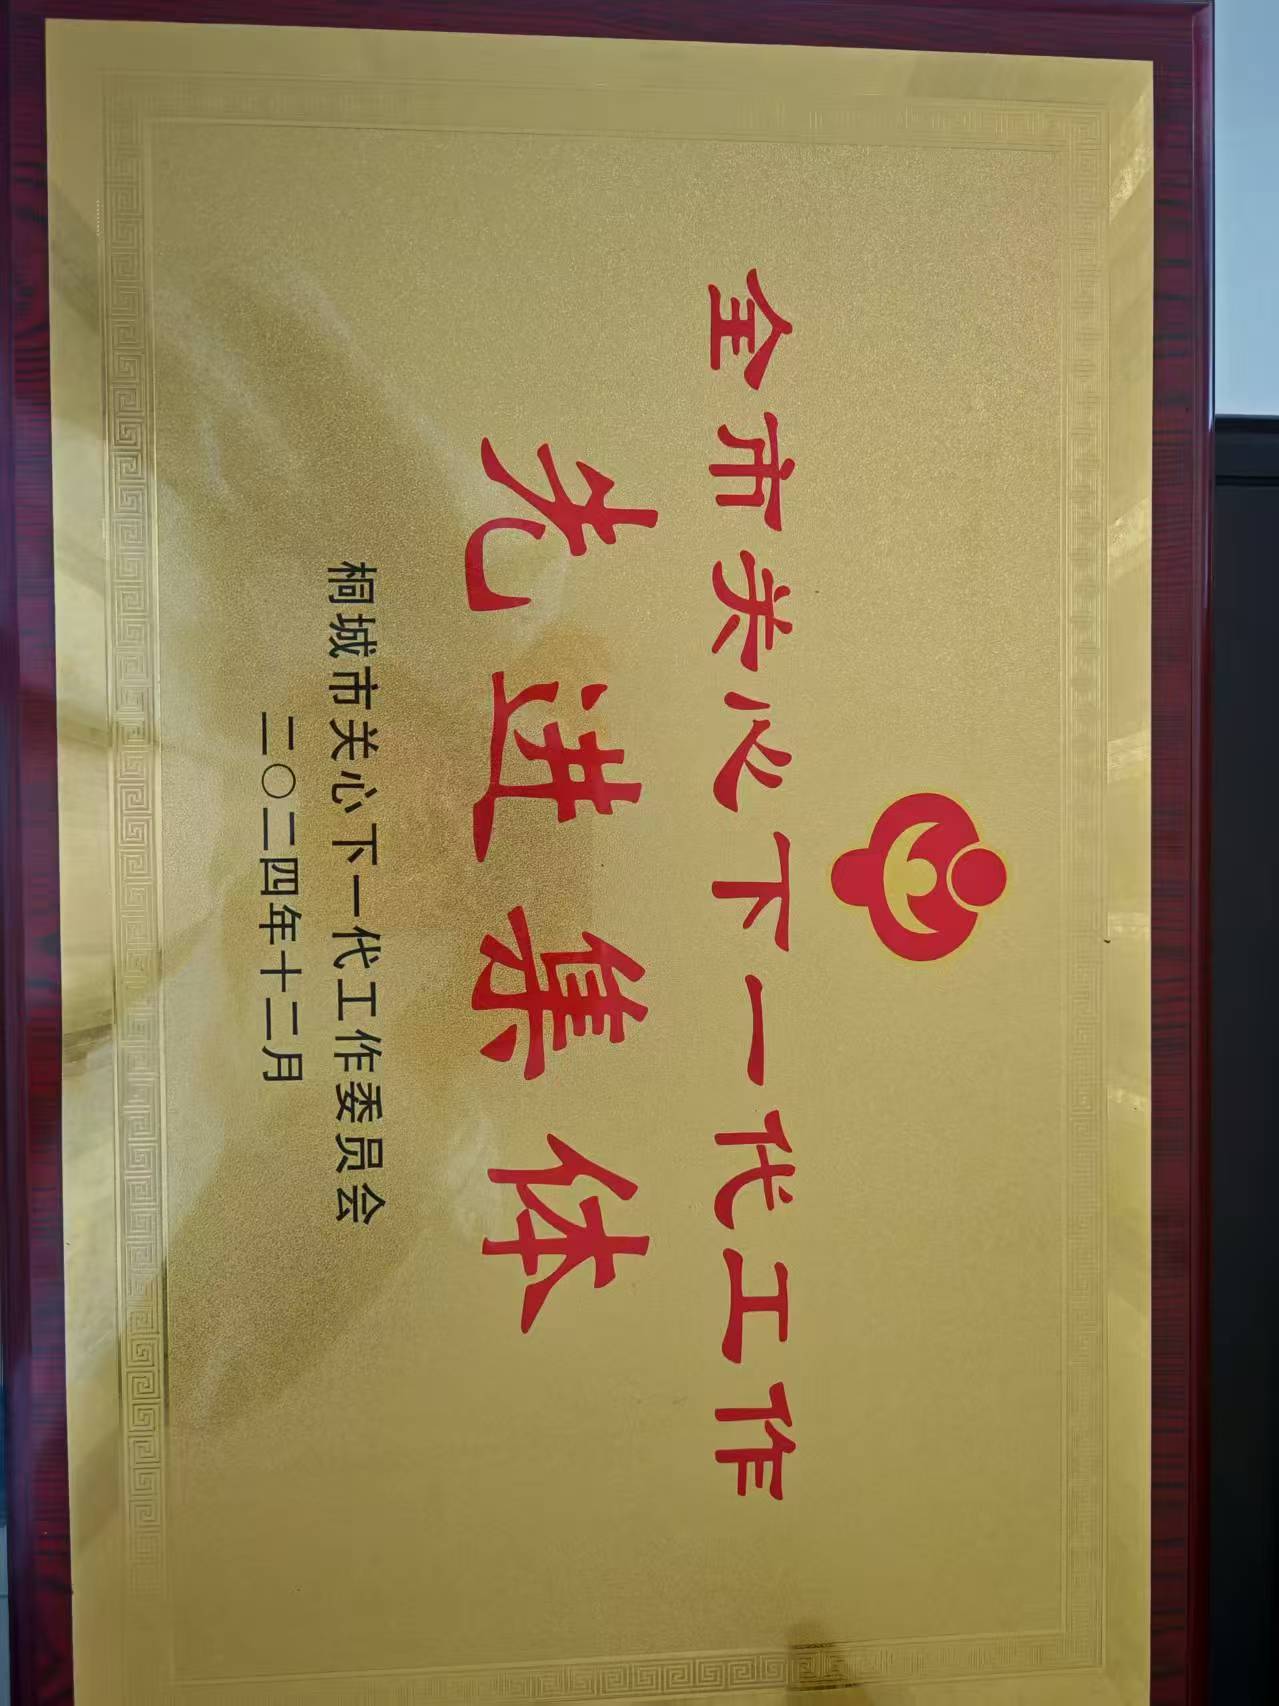 全市关心下一代工作
先进集体
桐城市关心下一代工作委员会
二〇二四年十二月